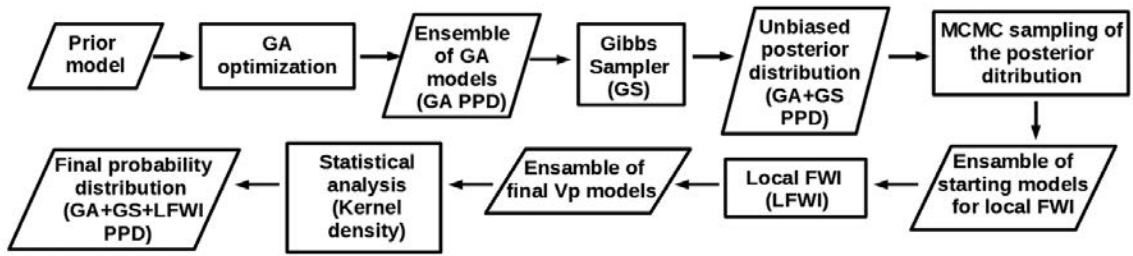 Prior
model
GA
optimization
Ensemble
of GA
models
(GA PPD)
Gibbs
Sampler
(GS)
Unbiased
posterior
distribution
(GA+GS
PPD)
MCMC sampling of
the posterior
ditribution
Ensamble of
starting models
for local FWI
Local FWI
(LFWI)
Ensamble of
final Vp models
Statistical
analysis
(Kernel
density)
Final probability
distribution
(GA+GS+LFWI
PPD)